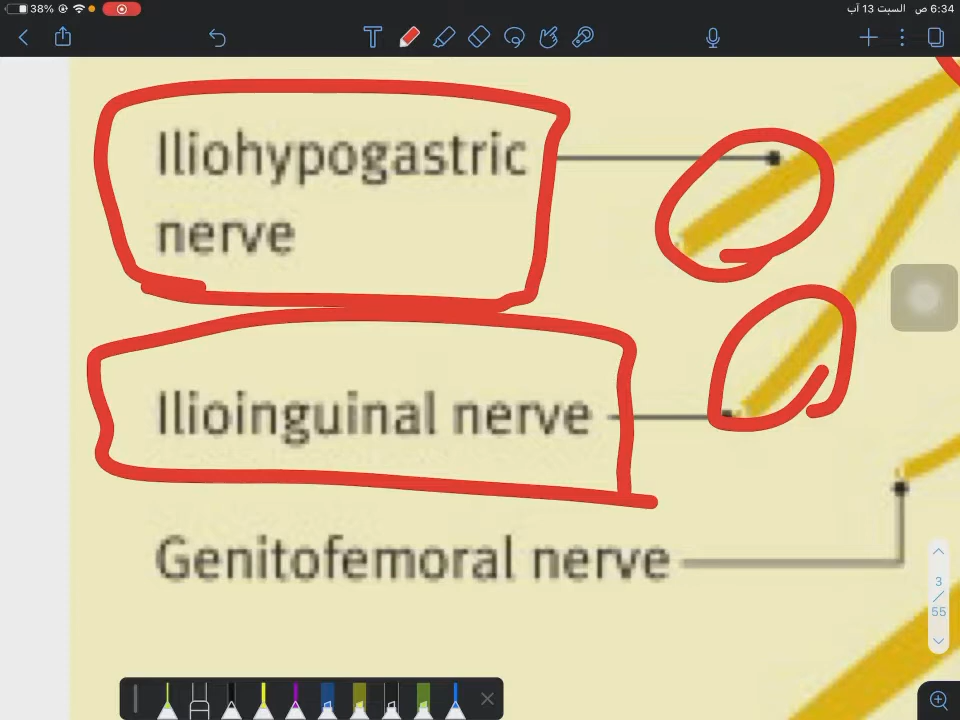 38%
السبت 13 آب
6:34 ص
Iliohypogastric
nerve
Ilioinguinal nerve
Genitofemoral nerve
3
/
55